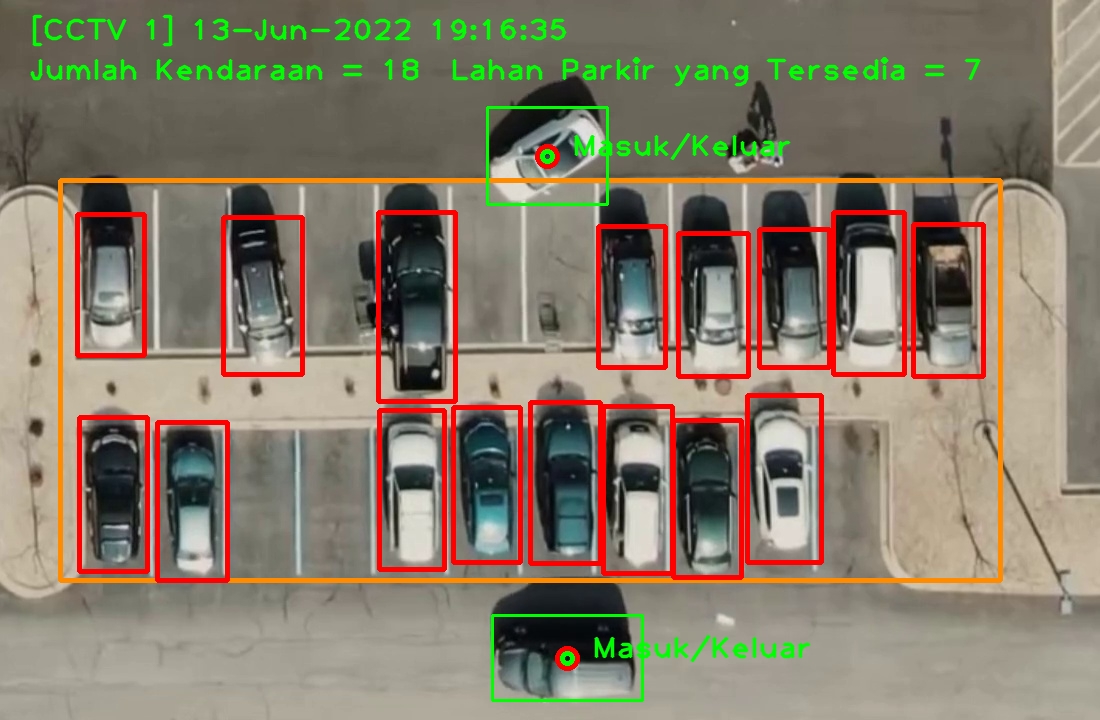 [CCTV 1] 13-Jun-2022 19:16:35
Jumlah Kendaraan = 18 Lahan Parkir yang Tersedia = 7
Masuk/Keluar
Masuk/Keluar